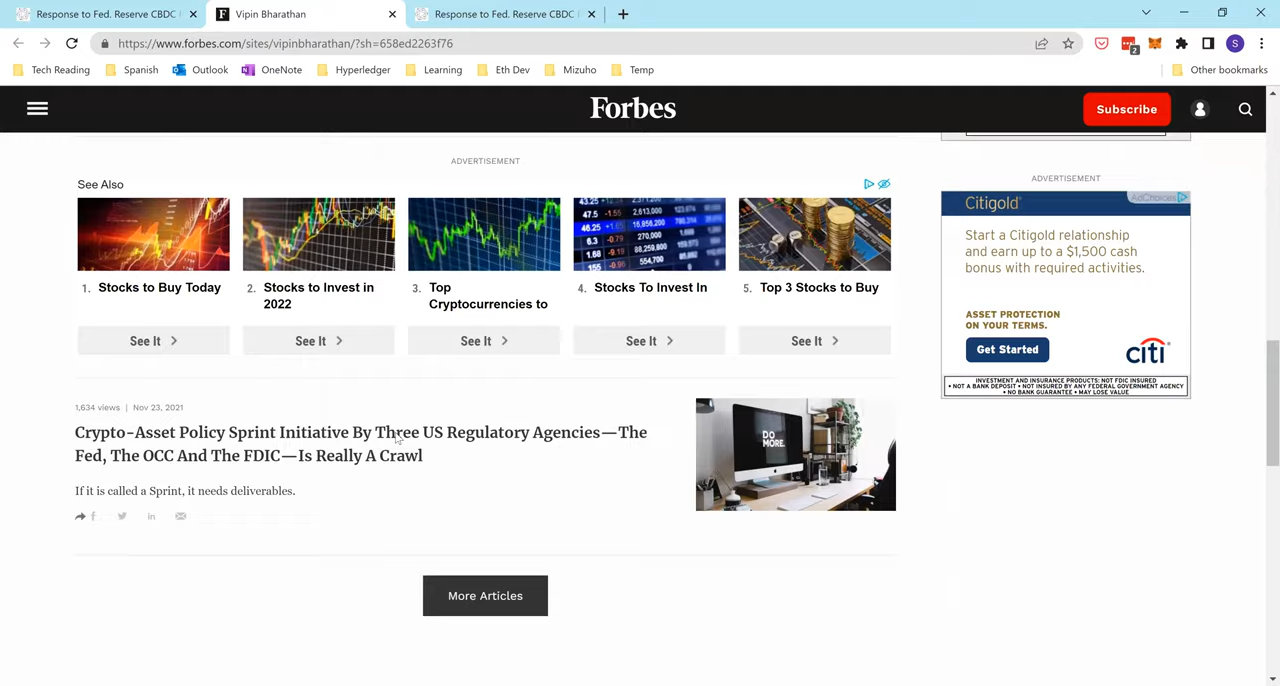 Response to Fed. Reserve CBDC
Vipin Bharathan
Response to Fed. Reserve CBDC
https://www.forbes.com/sites/vipinbharathan/?sh=658ed2263f76
2
S
Tech Reading
Spanish
Outlook
OneNote
Hyperledger
Learning
Eth Dev
Mizuho
Temp
Other bookmarks
Forbes
Subscribe
ADVERTISEMENT
See Also
1. Stocks to Buy Today
2. Stocks to Invest in
2022
3. Top
Cryptocurrencies to
4. Stocks To Invest In
5. Top 3 Stocks to Buy
See It
See It
See It
See It
See It
1,634 views | Nov 23, 2021
Crypto-Asset Policy Sprint Initiative By Three US Regulatory Agencies—The
Fed, The OCC And The FDIC—Is Really A Crawl
If it is called a Sprint, it needs deliverables.
DO
MORE.
More Articles
ADVERTISEMENT
Citigold®
AdChoices
Start a Citigold relationship
and earn up to a $1,500 cash
bonus with required activities.
ASSET PROTECTION
ON YOUR TERMS.
Get Started
citi®
INVESTMENT AND INSURANCE PRODUCTS: NOT FDIC INSURED
• NOT A BANK DEPOSIT • NOT INSURED BY ANY FEDERAL GOVERNMENT AGENCY
• NO BANK GUARANTEE • MAY LOSE VALUE